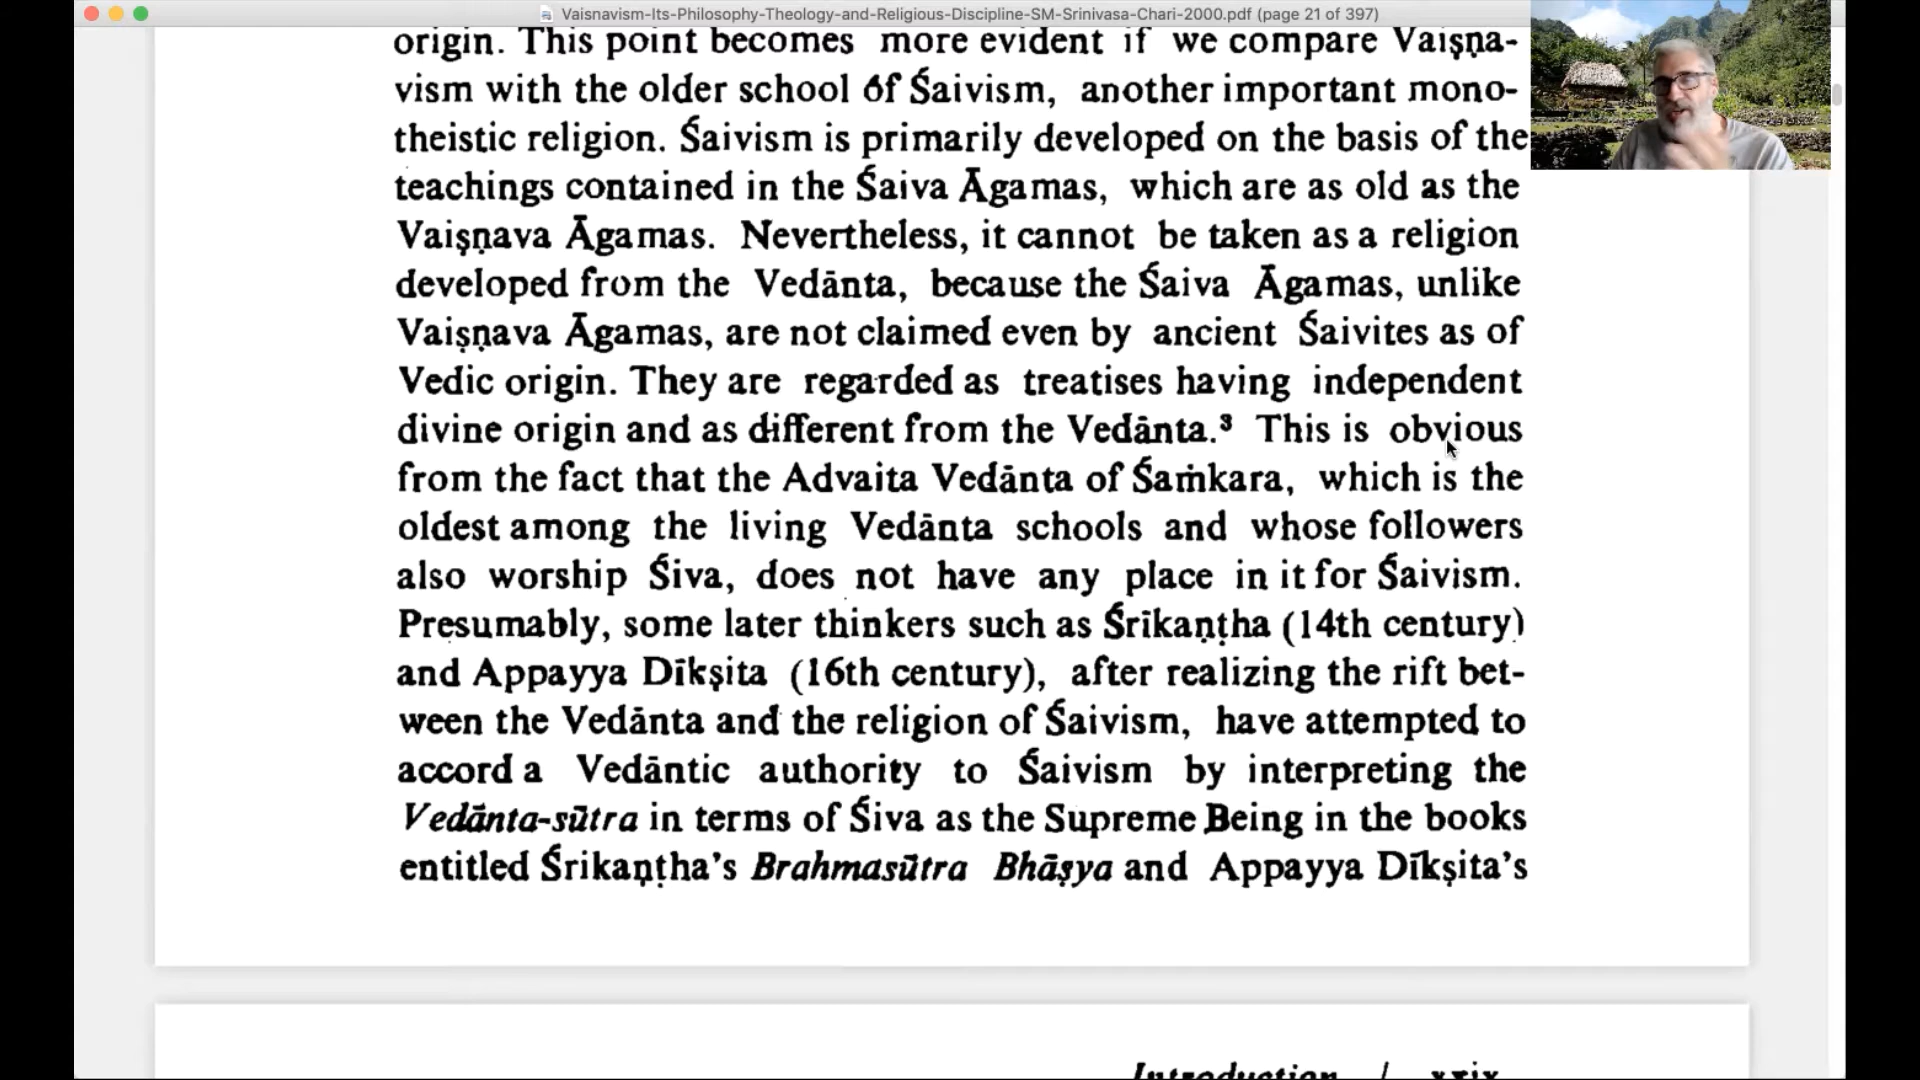 Vaisnavism-Its-Philosophy-Theology-and-Religious-Discipline-SM-Srinivasa-Chari-2000.pdf (page 21 of 397)
origin. This point becomes more evident if we compare Vaiṣṇa-
vism with the older school of Śaivism, another important mono-
theistic religion. Śaivism is primarily developed on the basis of the
teachings contained in the Śaiva Āgamas, which are as old as the
Vaiṣṇava Āgamas. Nevertheless, it cannot be taken as a religion
developed from the Vedānta, because the Śaiva Āgamas, unlike
Vaiṣṇava Āgamas, are not claimed even by ancient Śaivites as of
Vedic origin. They are regarded as treatises having independent
divine origin and as different from the Vedānta.³ This is obvious
from the fact that the Advaita Vedānta of Śaṁkara, which is the
oldest among the living Vedānta schools and whose followers
also worship Śiva, does not have any place in it for Śaivism.
Presumably, some later thinkers such as Śrīkaṇṭha (14th century)
and Appayya Dīkṣita (16th century), after realizing the rift bet-
ween the Vedānta and the religion of Śaivism, have attempted to
accord a Vedāntic authority to Śaivism by interpreting the
Vedānta-sūtra in terms of Śiva as the Supreme Being in the books
entitled Śrikaṇṭha's Brahmasūtra Bhāṣya and Appayya Dīkṣita's
Introduction / xxix